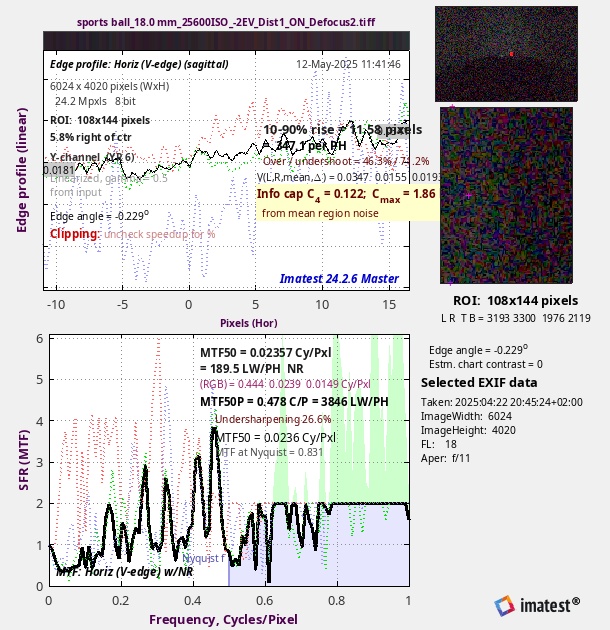 sports ball_18.0 mm_25600ISO_-2EV_Dist1_ON_Defocus2.tiff
Edge profile: Horiz (V-edge) (sagittal)
12-May-2025 11:41:46
6024 x 4020 pixels (WxH)
24.2 Mpxls 8bit
ROI: 108x144 pixels
5.8% right of ctr
Y-channel (YR 6)
0.0181
from input
Edge angle = -0.229°
Clipping: uncheck speedup for %
10-90% rise = 11.58 pixels
= 347.1 per PH
Over / undershoot = 46.3% / 71.2%
V(L,R,mean,△) = 0.0347 0.0155 0.0193
Info cap C4 = 0.122; Cmax = 1.86
from mean region noise
Imatest 24.2.6 Master
Edge profile (linear)
-10 -5 0 5 10 15
Pixels (Hor)
ROI: 108x144 pixels
L R T B = 3193 3300 1976 2119
Edge angle = -0.229°
Estm. chart contrast = 0
Selected EXIF data
Taken: 2025:04:22 20:45:24+02:00
ImageWidth: 6024
ImageHeight: 4020
FL: 18
Aper: f/11
MTF50 = 0.02357 Cy/Pxl
= 189.5 LW/PH NR
(RGB) = 0.444 0.0239 0.0149 Cy/Pxl
MTF50P = 0.478 C/P = 3846 LW/PH
Undersharpening 26.6%
MTF50 = 0.0236 Cy/Pxl
MTF at Nyquist = 0.831
Nyquist f
MTF: Horiz (V-edge) w/NR
SFR (MTF)
6
5
4
3
2
1
0
0 0.2 0.4 0.6 0.8 1
Frequency, Cycles/Pixel
imatest®